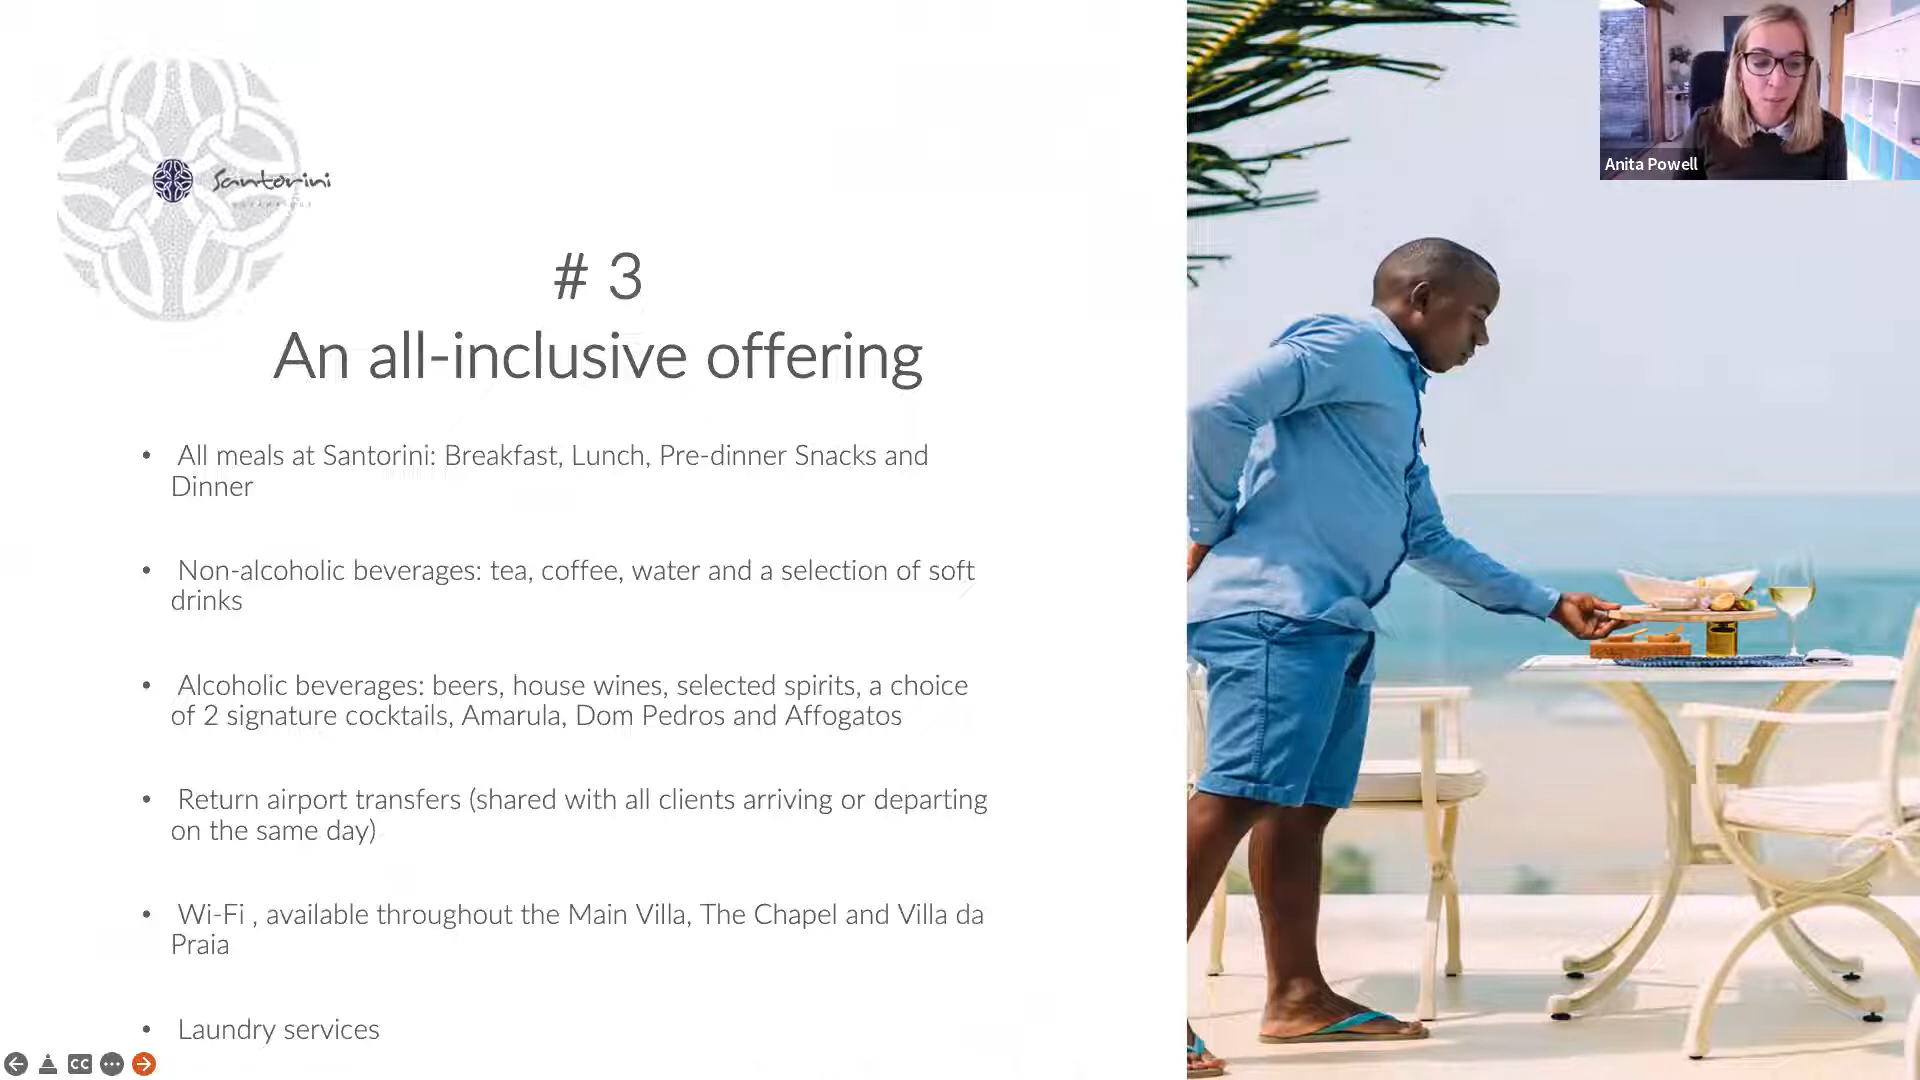 Santorini
# 3
An all-inclusive offering
• All meals at Santorini: Breakfast, Lunch, Pre-dinner Snacks and
Dinner
• Non-alcoholic beverages: tea, coffee, water and a selection of soft
drinks
• Alcoholic beverages: beers, house wines, selected spirits, a choice
of 2 signature cocktails, Amarula, Dom Pedros and Affogatos
• Return airport transfers (shared with all clients arriving or departing
on the same day)
• Wi-Fi , available throughout the Main Villa, The Chapel and Villa da
Praia
• Laundry services
CC
Anita Powell